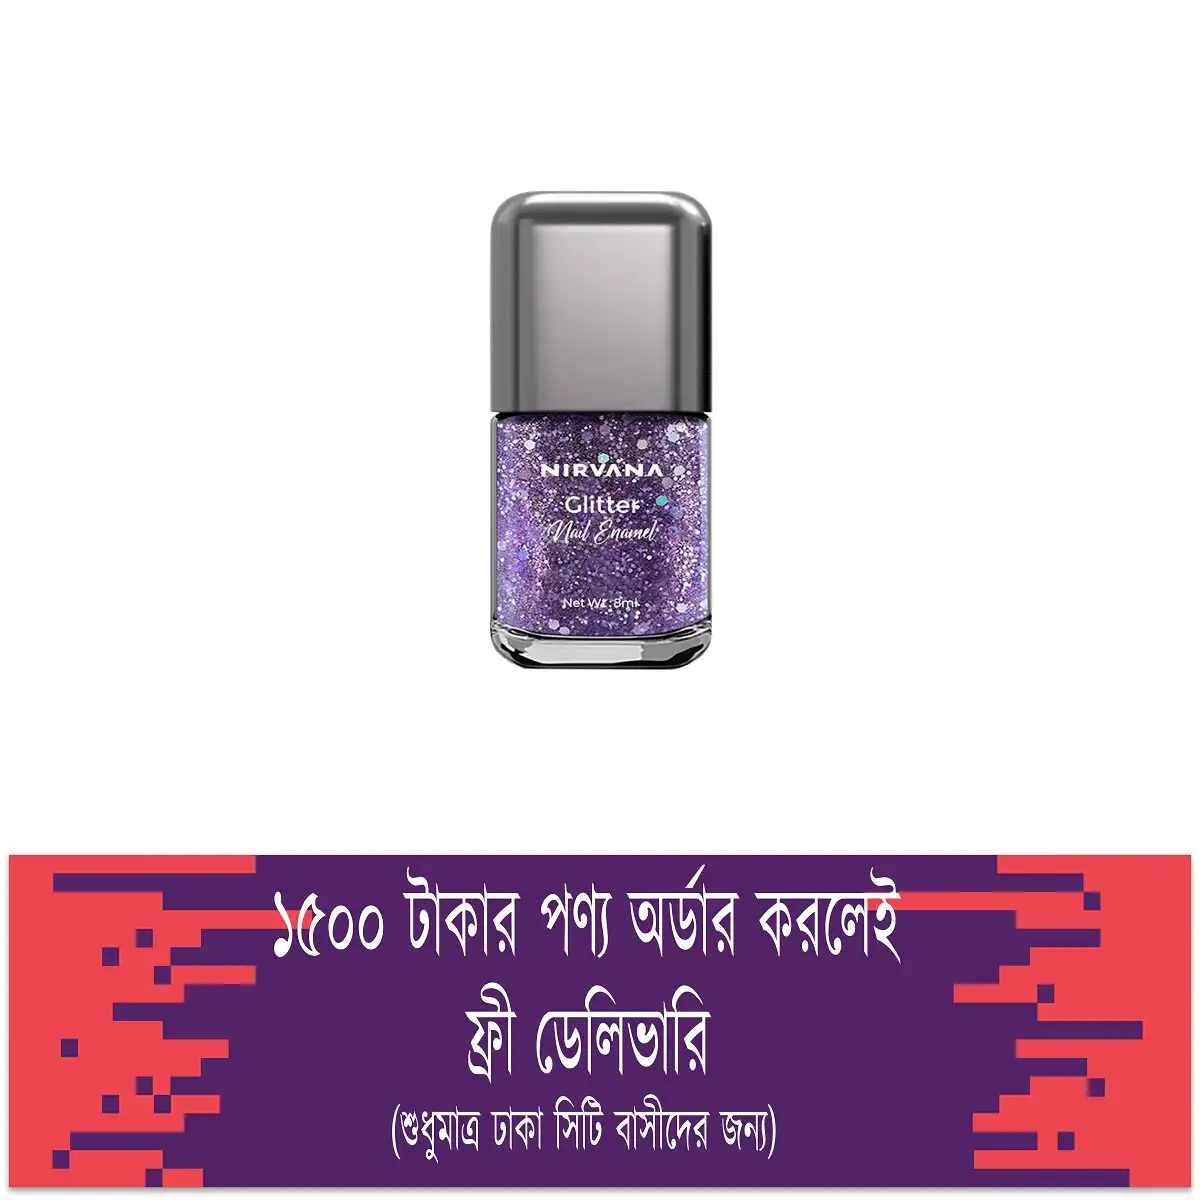 NIRVANA
Glitter
Nail Enamel
Net Wt. 8ml
১৫০০ টাকার পণ্য অর্ডার করলেই
ফ্রী ডেলিভারি
(শুধুমাত্র ঢাকা সিটি বাসীদের জন্য)